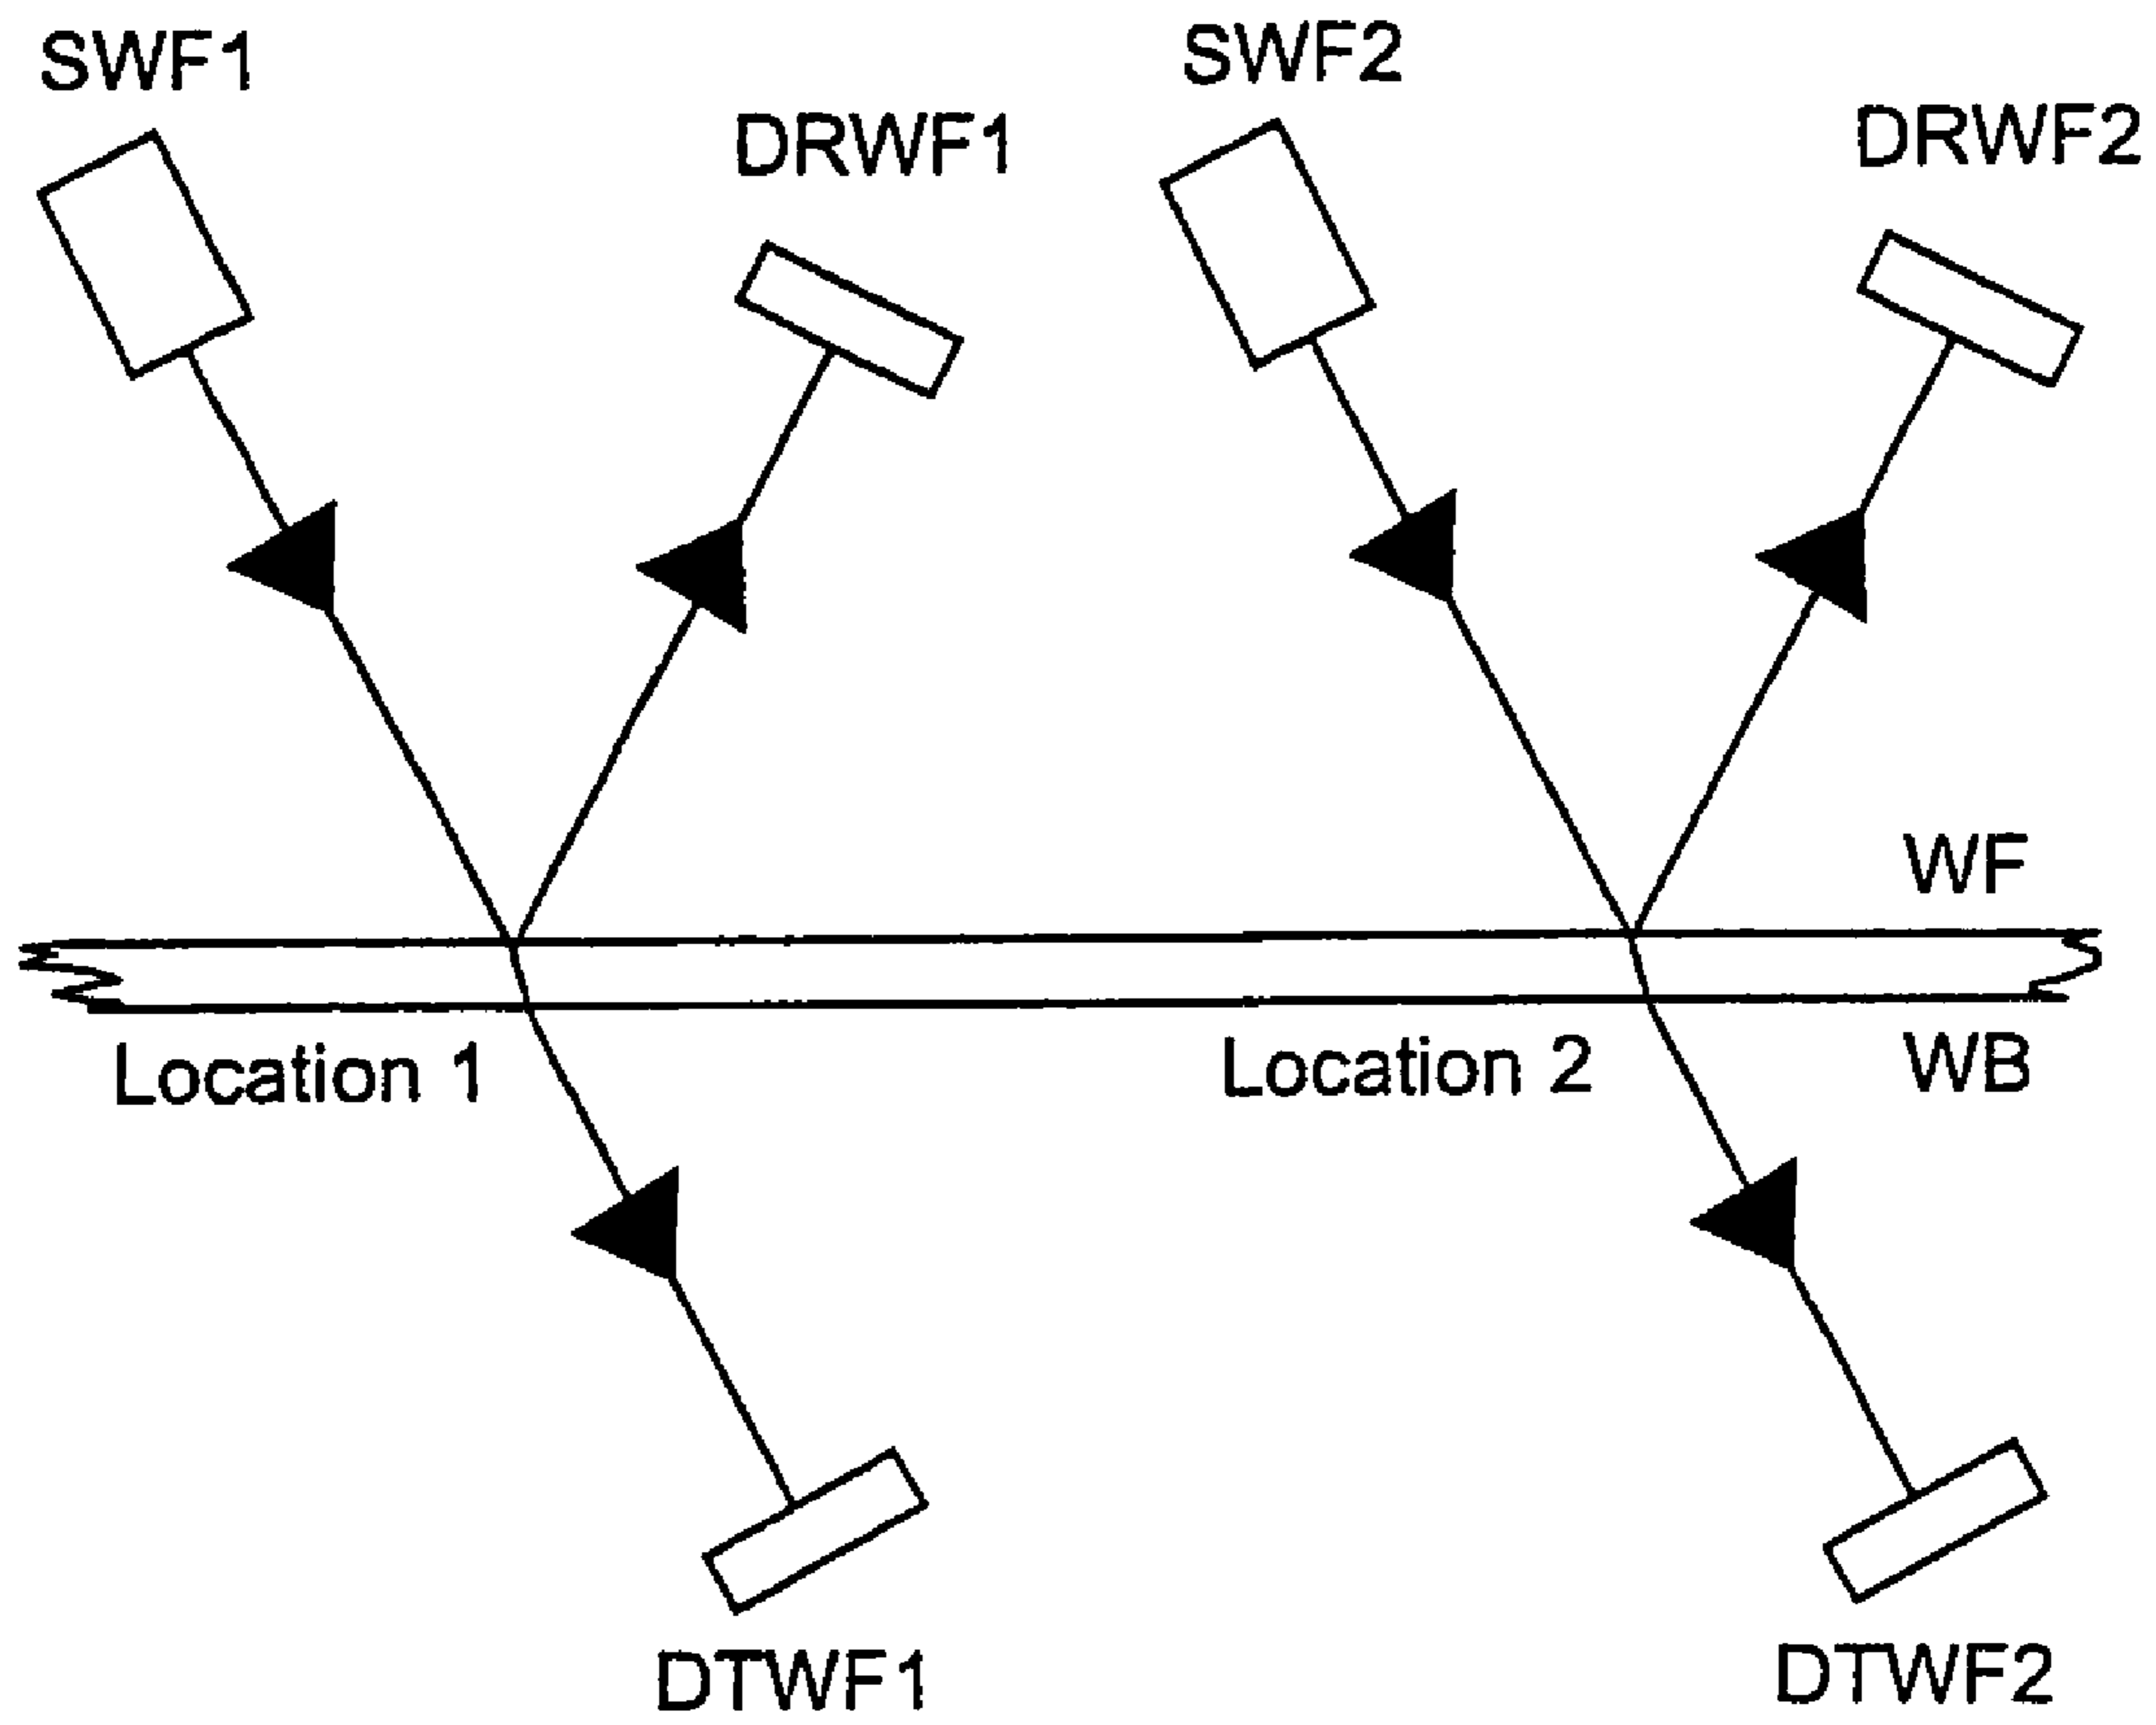 SWF1
SWF2
DRWF1
DRWF2
WF
Location 1
Location 2
WB
DTWF1
DTWF2